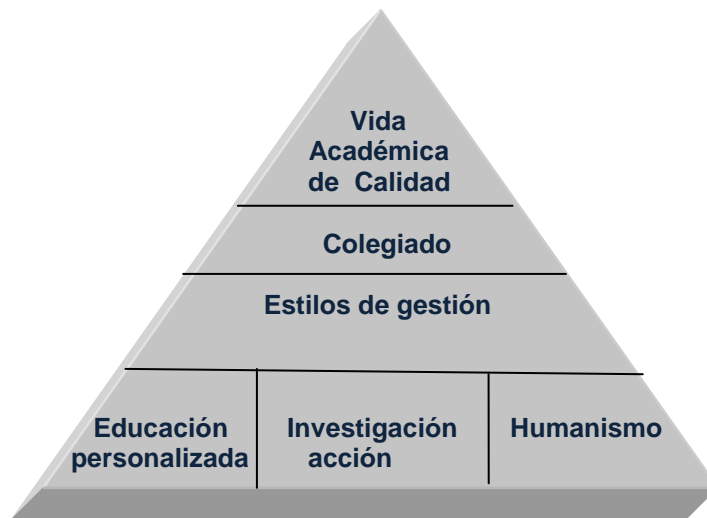 Vida
Académica
de Calidad
Colegiado
Estilos de gestión
Educación
personalizada
Investigación
acción
Humanismo